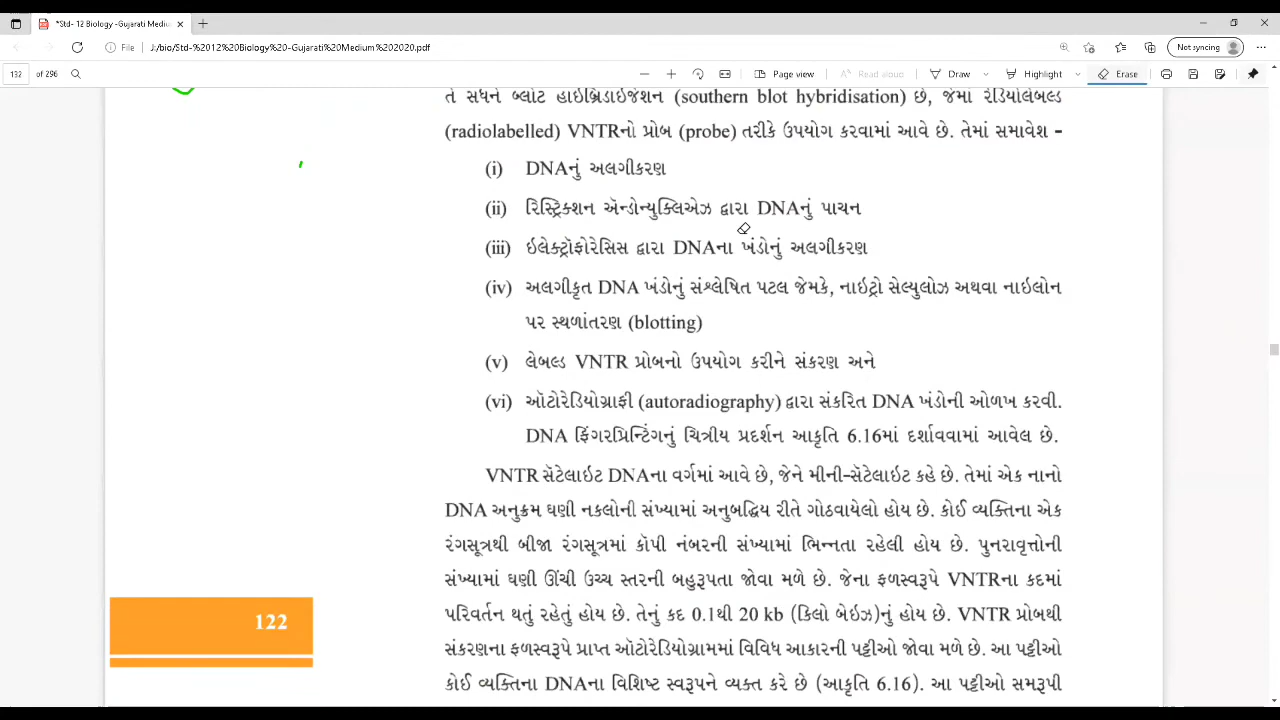 *Std- 12 Biology -Gujarati Mediu
File J:/bio/Std-%2012%20Biology%20-Gujarati%20Medium%202020.pdf Not syncing
132 of 296 Page view Read aloud Draw Highlight Erase
તે સધર્ન બ્લોટ હાઇબ્રિડાઇજેશન (southern blot hybridisation) છે, જેમાં રેડિયોલેબલ્ડ
(radiolabelled) VNTRનો પ્રોબ (probe) તરીકે ઉપયોગ કરવામાં આવે છે. તેમાં સમાવેશ -
(i) DNAનું અલગીકરણ
(ii) રિસ્ટ્રિક્શન ઍન્ડોન્યુક્લિએઝ દ્વારા DNAનું પાચન
(iii) ઇલેક્ટ્રૉફોરેસિસ દ્વારા DNAના ખંડોનું અલગીકરણ
(iv) અલગીકૃત DNA ખંડોનું સંશ્લેષિત પટલ જેમકે, નાઇટ્રો સેલ્યુલોઝ અથવા નાઇલોન
પર સ્થળાંતરણ (blotting)
(v) લેબલ્ડ VNTR પ્રોબનો ઉપયોગ કરીને સંકરણ અને
(vi) ઑટોરેડિયોગ્રાફી (autoradiography) દ્વારા સંકરિત DNA ખંડોની ઓળખ કરવી.
DNA ફિંગરપ્રિન્ટિંગનું ચિત્રીય પ્રદર્શન આકૃતિ 6.16માં દર્શાવવામાં આવેલ છે.
VNTR સૅટેલાઇટ DNAના વર્ગમાં આવે છે, જેને મીની-સૅટેલાઇટ કહે છે. તેમાં એક નાનો
DNA અનુક્રમ ઘણી નકલોની સંખ્યામાં અનુબદ્ધિય રીતે ગોઠવાયેલો હોય છે. કોઈ વ્યક્તિના એક
રંગસૂત્રથી બીજા રંગસૂત્રમાં કૉપી નંબરની સંખ્યામાં ભિન્નતા રહેલી હોય છે. પુનરાવૃત્તોની
સંખ્યામાં ઘણી ઊંચી ઉચ્ચ સ્તરની બહુરૂપતા જોવા મળે છે. જેના ફળસ્વરૂપે VNTRના કદમાં
પરિવર્તન થતું રહેતું હોય છે. તેનું કદ 0.1થી 20 kb (કિલો બેઇઝ)નું હોય છે. VNTR પ્રોબથી
122
સંકરણના ફળસ્વરૂપે પ્રાપ્ત ઑટોરેડિયોગ્રામમાં વિવિધ આકારની પટ્ટીઓ જોવા મળે છે. આ પટ્ટીઓ
કોઈ વ્યક્તિના DNAના વિશિષ્ટ સ્વરૂપને વ્યક્ત કરે છે (આકૃતિ 6.16). આ પટ્ટીઓ સમરૂપી